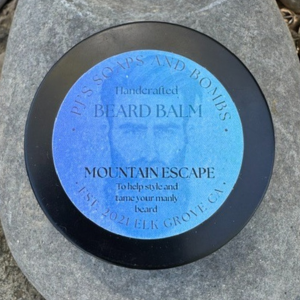 PFS SOAPS AND BOMBS
Handcrafted
BEARD BALM
MOUNTAIN ESCAPE
To help style and
tame your manly
beard
EST. 2021 ELK GROVE CA